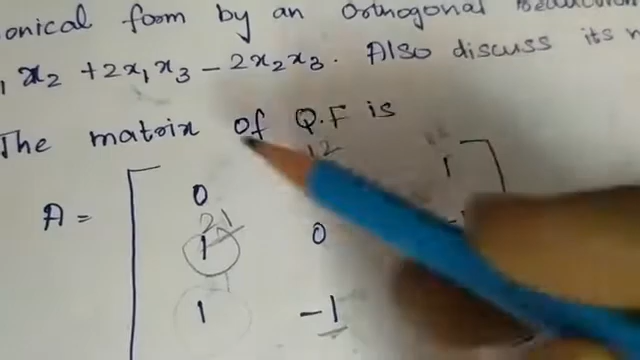 onical form by an Orthogonal
x₂ + 2x₁x₃ − 2x₂x₃. Also discuss its
The matrix of Q.F is
12
1
A = 0
21
1 0
1 −1